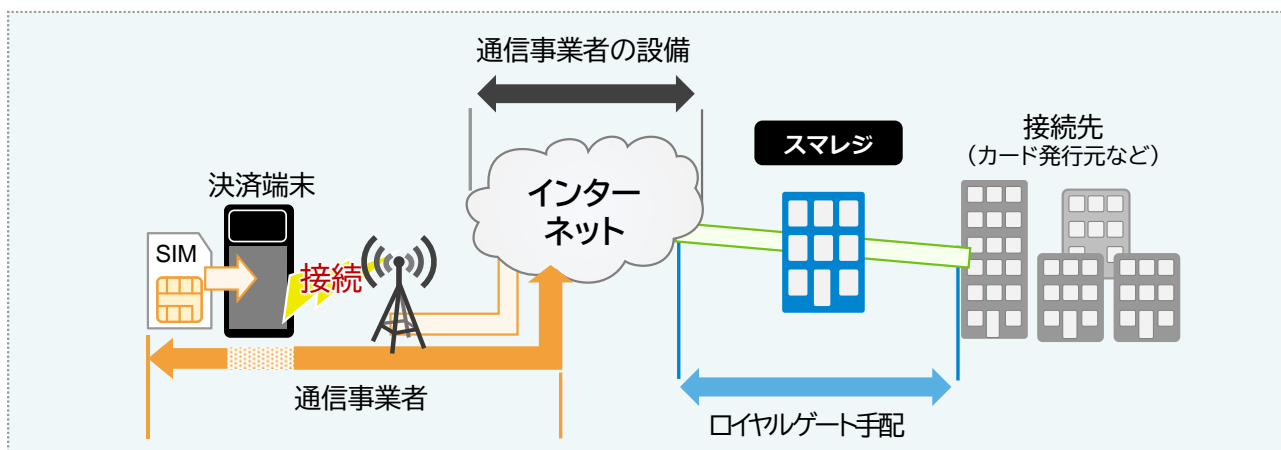 通信事業者の設備
スマレジ
接続先
（カード発行元など）
決済端末
インター
ネット
SIM
接続
通信事業者
ロイヤルゲート手配